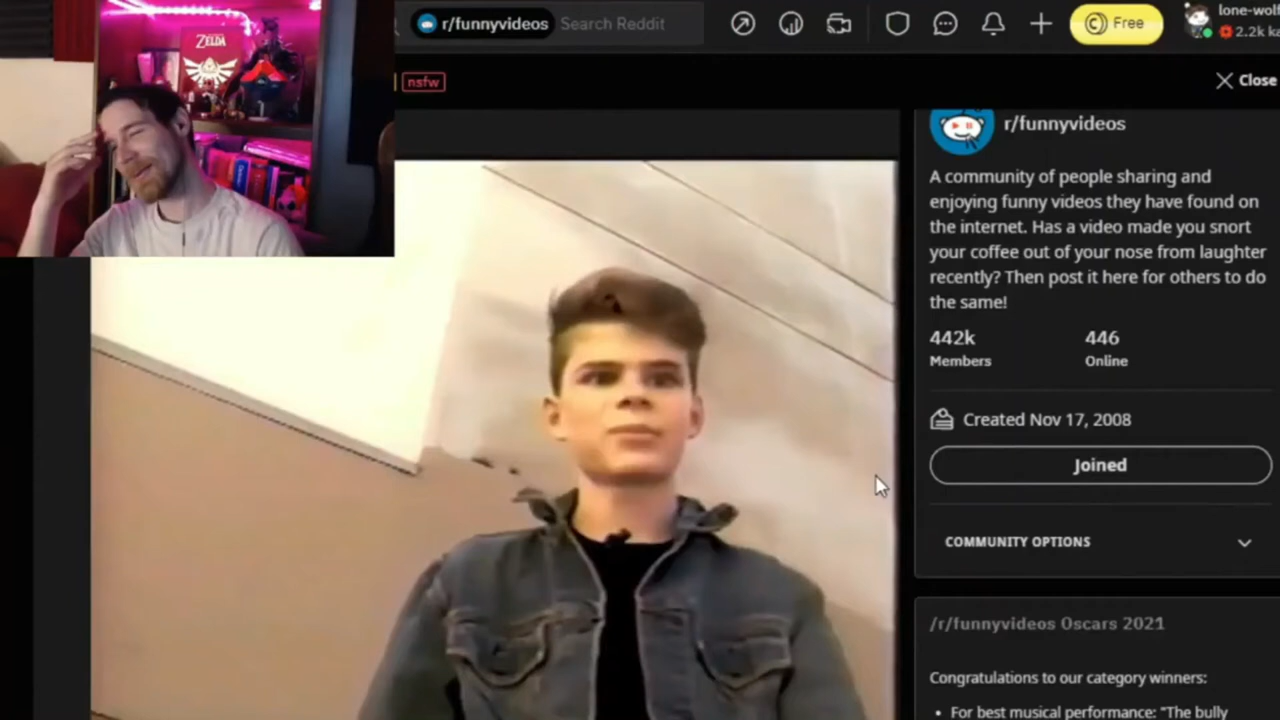 ZELDA
r/funnyvideos
Search Reddit
Free
lone-wolf
2.2k
nsfw
Close
r/funnyvideos
A community of people sharing and
enjoying funny videos they have found on
the internet. Has a video made you snort
your coffee out of your nose from laughter
recently? Then post it here for others to do
the same!
442k
446
Members
Online
Created Nov 17, 2008
Joined
COMMUNITY OPTIONS
/r/funnyvideos Oscars 2021
Congratulations to our category winners:
• For best musical performance: "The bully